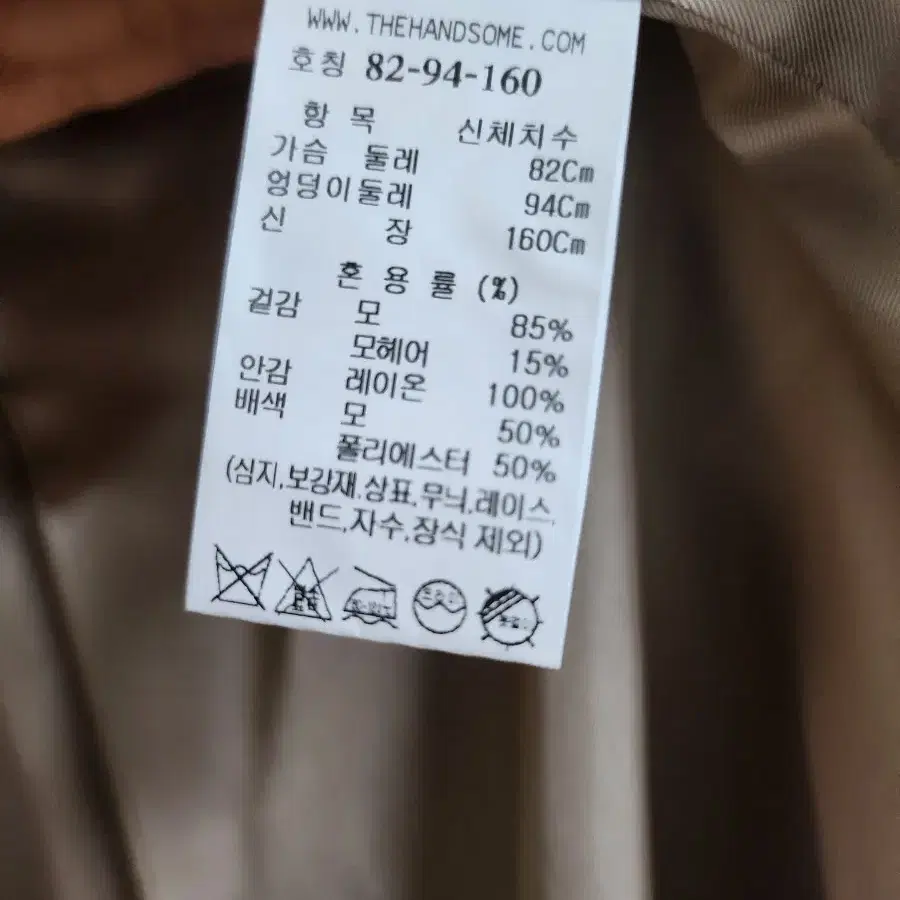 WWW.THEHANDSOME.COM
호칭 82-94-160
항 목 신체치수
가슴 둘레 82Cm
엉덩이둘레 94Cm
신 장 160Cm
혼 용 률 (%)
겉감 모 85%
모헤어 15%
안감 레이온 100%
배색 모 50%
폴리에스터 50%
(심지,보강재,상표,무늬,레이스,
밴드,자수,장식 제외)